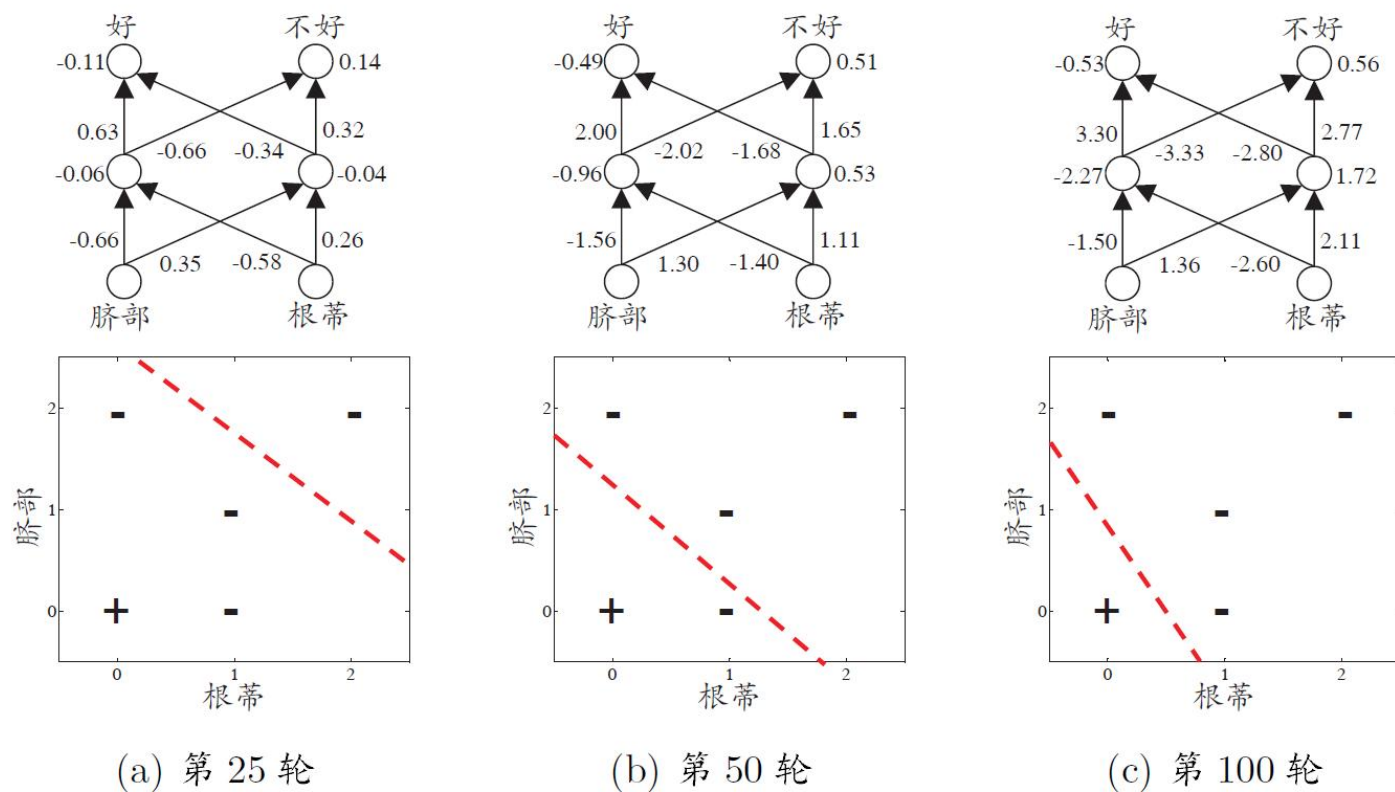 好 不好
-0.11 0.14
0.63 -0.66 -0.34 0.32
-0.06 -0.04
-0.66 0.35 -0.58 0.26
脐部 根蒂
好 不好
-0.49 0.51
2.00 -2.02 -1.68 1.65
-0.96 0.53
-1.56 1.30 -1.40 1.11
脐部 根蒂
好 不好
-0.53 0.56
3.30 -3.33 -2.80 2.77
-2.27 1.72
-1.50 1.36 -2.60 2.11
脐部 根蒂
2
1
0
脐部
0 1 2
根蒂
2
1
0
脐部
0 1 2
根蒂
2
1
0
脐部
0 1 2
根蒂
(a) 第 25 轮
(b) 第 50 轮
(c) 第 100 轮